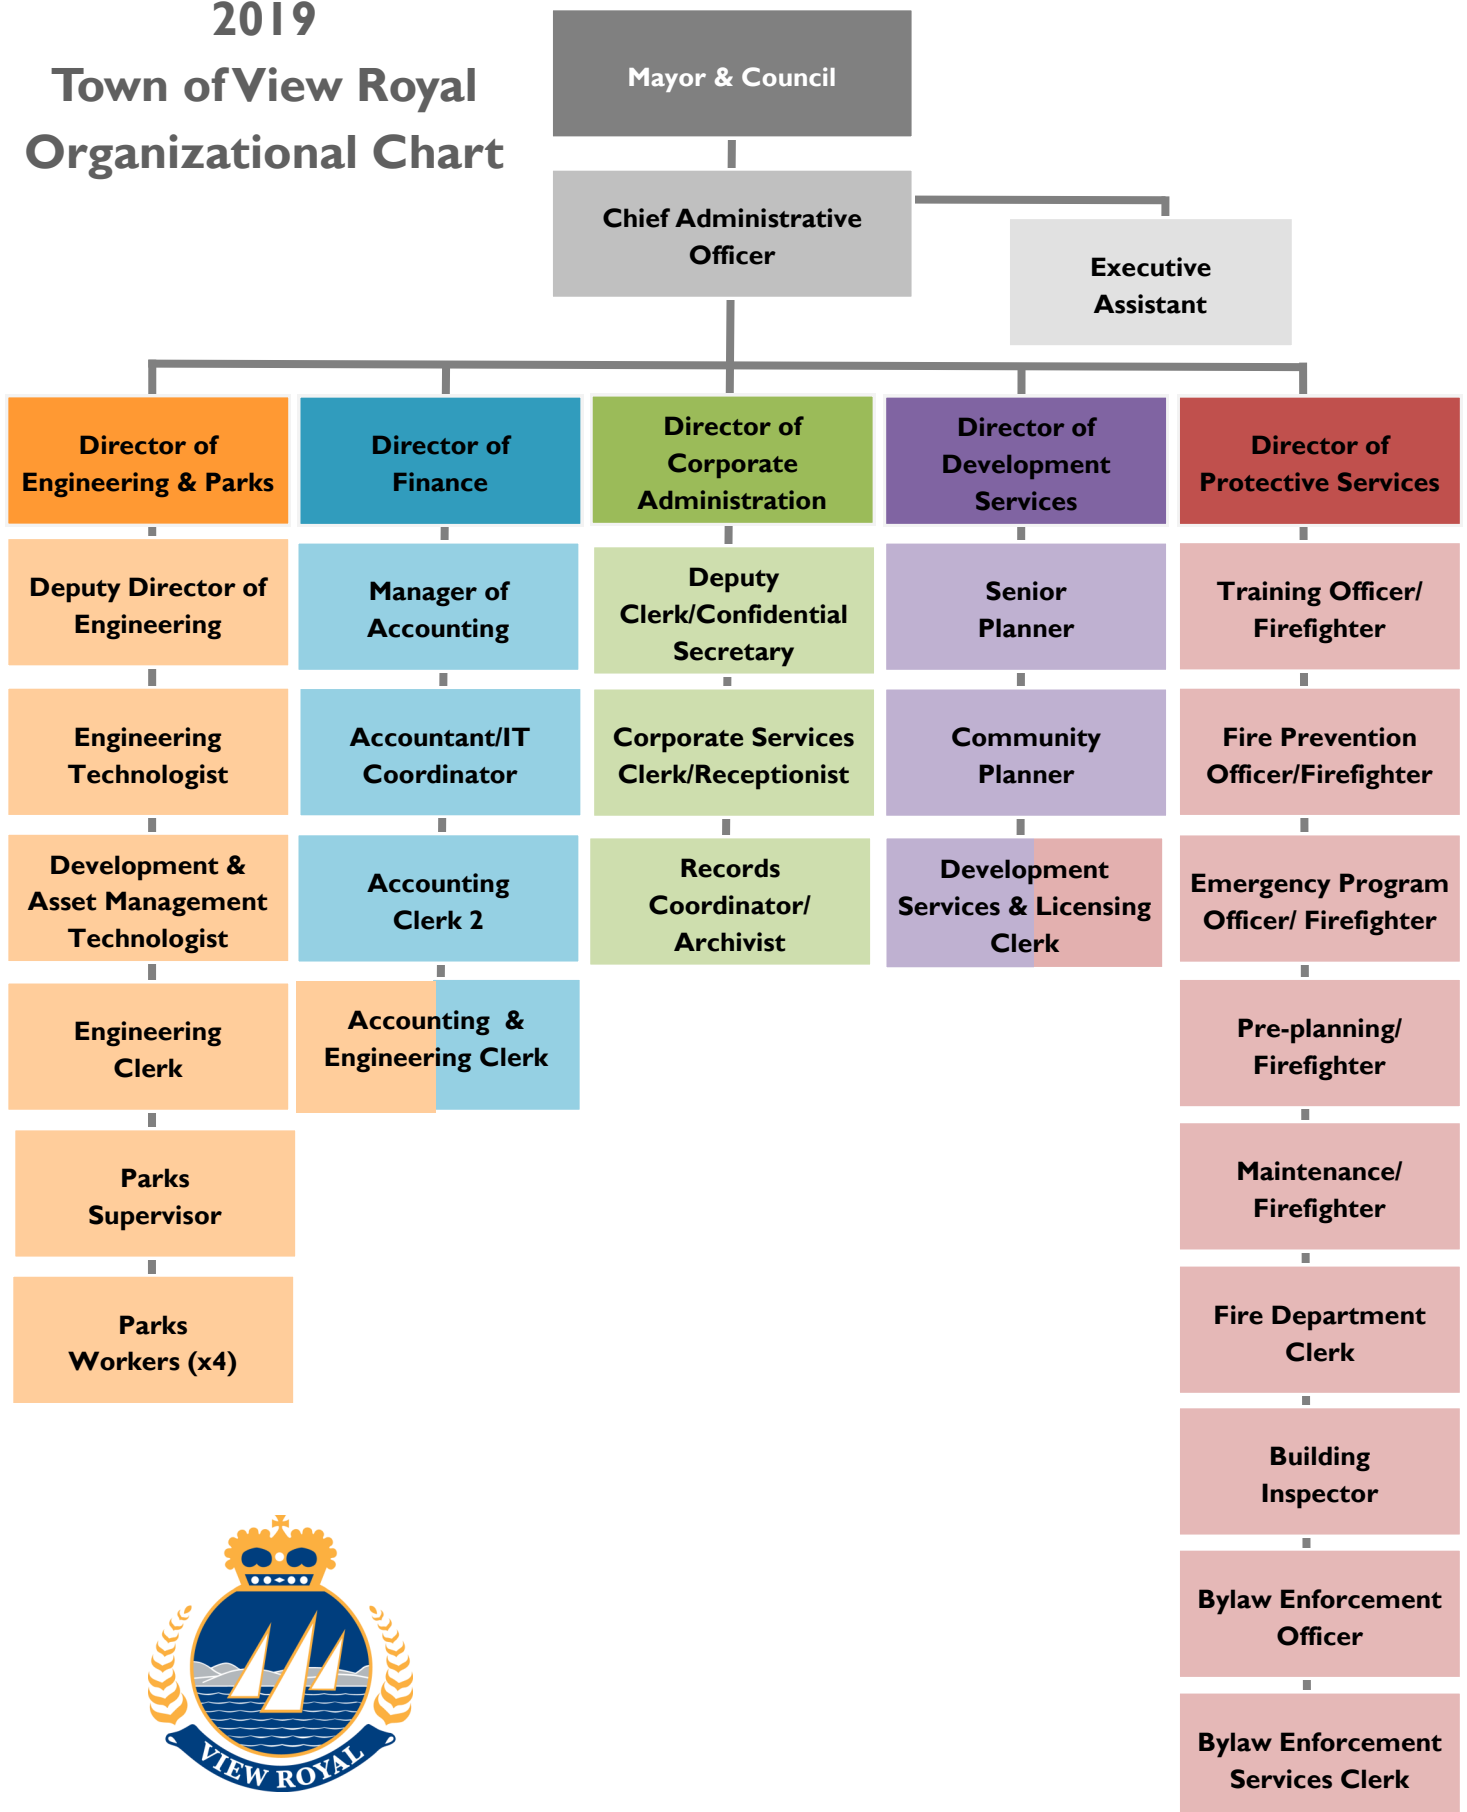 2019
Town of View Royal
Organizational Chart
Mayor & Council
Chief Administrative
Officer
Executive
Assistant
Director of
Engineering & Parks
Deputy Director of
Engineering
Engineering
Technologist
Development &
Asset Management
Technologist
Engineering
Clerk
Parks
Supervisor
Parks
Workers (x4)
Director of
Finance
Manager of
Accounting
Accountant/IT
Coordinator
Accounting
Clerk 2
Accounting &
Engineering Clerk
Director of
Corporate
Administration
Deputy
Clerk/Confidential
Secretary
Corporate Services
Clerk/Receptionist
Records
Coordinator/
Archivist
Director of
Development
Services
Senior
Planner
Community
Planner
Development
Services & Licensing
Clerk
Director of
Protective Services
Training Officer/
Firefighter
Fire Prevention
Officer/Firefighter
Emergency Program
Officer/ Firefighter
Pre-planning/
Firefighter
Maintenance/
Firefighter
Fire Department
Clerk
Building
Inspector
Bylaw Enforcement
Officer
Bylaw Enforcement
Services Clerk
VIEW ROYAL